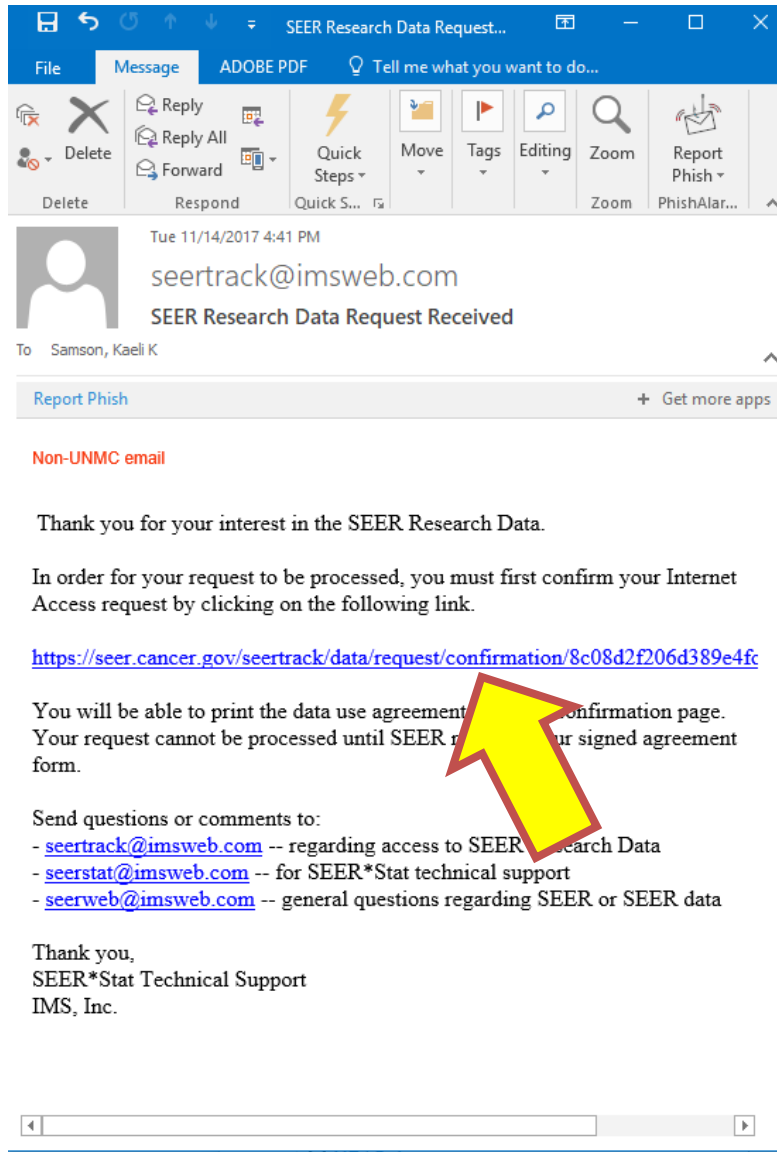 SEER Research Data Request...
File Message ADOBE PDF Tell me what you want to do...
Delete
Reply
Reply All
Forward
Quick Steps
Move
Tags
Editing
Zoom
Report Phish
Delete Respond Quick S... Zoom PhishAlar...
Tue 11/14/2017 4:41 PM
seertrack@imsweb.com
SEER Research Data Request Received
To Samson, Kaeli K
Report Phish + Get more apps
Non-UNMC email
Thank you for your interest in the SEER Research Data.
In order for your request to be processed, you must first confirm your Internet
Access request by clicking on the following link.
https://seer.cancer.gov/seertrack/data/request/confirmation/8c08d2f206d389e4fc
You will be able to print the data use agreement onfirmation page.
Your request cannot be processed until SEER ur signed agreement
form.
Send questions or comments to:
- seertrack@imsweb.com -- regarding access to SEER Research Data
- seerstat@imsweb.com -- for SEER*Stat technical support
- seerweb@imsweb.com -- general questions regarding SEER or SEER data
Thank you,
SEER*Stat Technical Support
IMS, Inc.